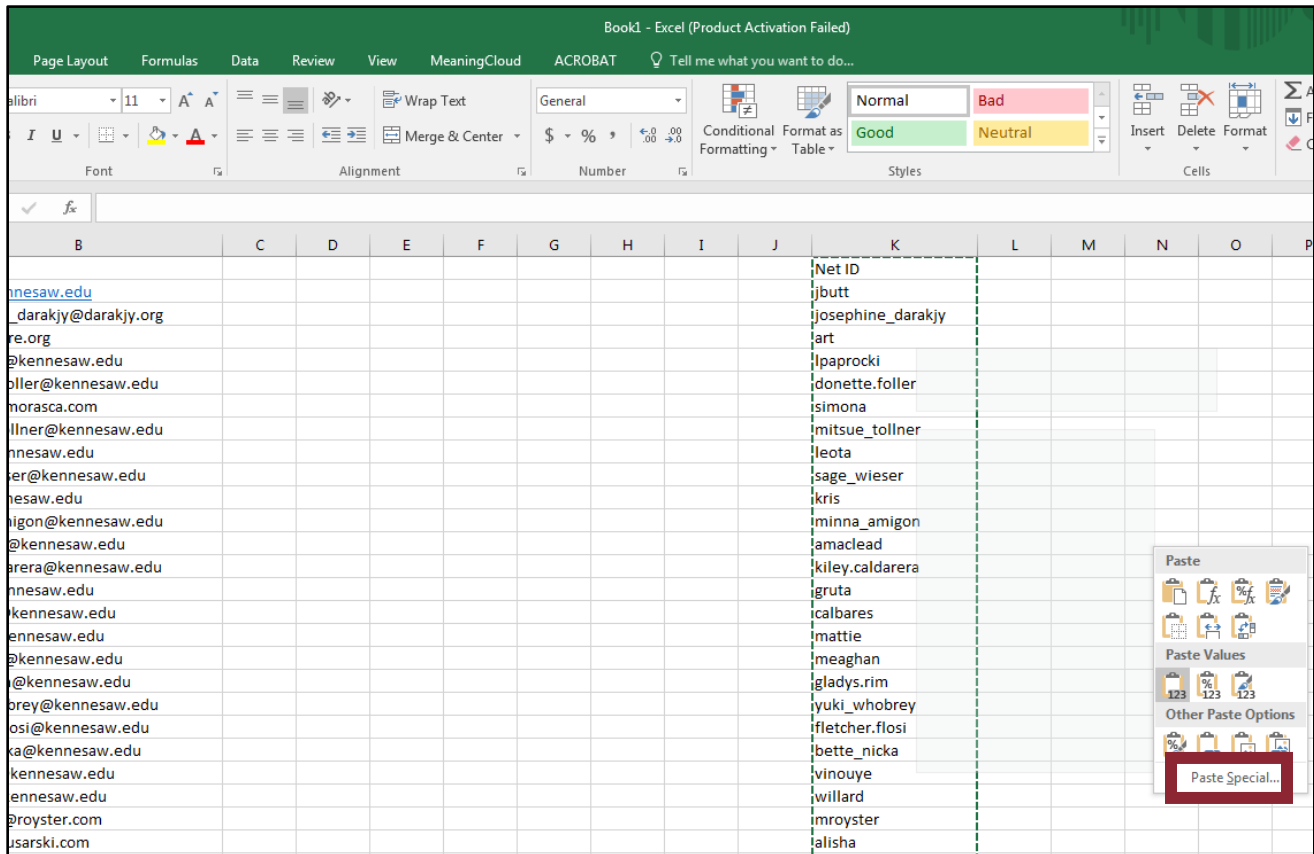 Book1 - Excel (Product Activation Failed)
Page Layout Formulas Data Review View MeaningCloud ACROBAT Tell me what you want to do...
alibri 11 A A Wrap Text General Conditional Formatting Format as Table Normal Bad Insert Delete Format
I U A Merge & Center $ % , .00 Good Neutral
Font Alignment Number Styles Cells
fx
B C D E F G H I J K L M N O P
Net ID
nnesaw.edu jbutt
_darakjy@darakjy.org josephine_darakjy
re.org art
@kennesaw.edu lpaprocki
oller@kennesaw.edu donette.foller
morasca.com simona
llner@kennesaw.edu mitsue_tollner
nnesaw.edu leota
ser@kennesaw.edu sage_wieser
nesaw.edu kris
nigon@kennesaw.edu minna_amigon
@kennesaw.edu amaclead
arera@kennesaw.edu kiley.caldarera
nnesaw.edu gruta
kennesaw.edu calbares
ennesaw.edu mattie
@kennesaw.edu meaghan
@kennesaw.edu gladys.rim
brey@kennesaw.edu yuki_whobrey
losi@kennesaw.edu fletcher.flosi
ka@kennesaw.edu bette_nicka
kennesaw.edu vinouye
ennesaw.edu willard
@royster.com mroyster
usarski.com alisha
Paste
Paste Values
123 123 123
Other Paste Options
Paste Special...